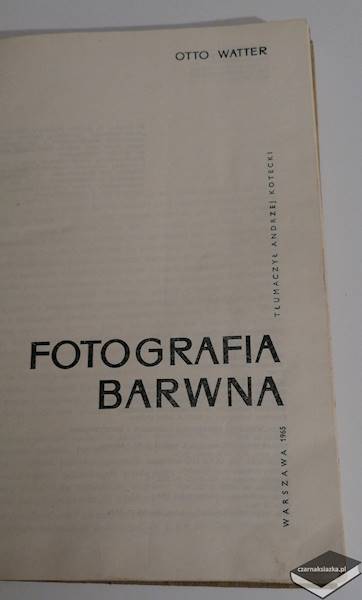 OTTO WATTER
TŁUMACZYŁ ANDRZEJ KOTECKI
FOTOGRAFIA
BARWNA
WARSZAWA 1965
czarnaksiazka.pl